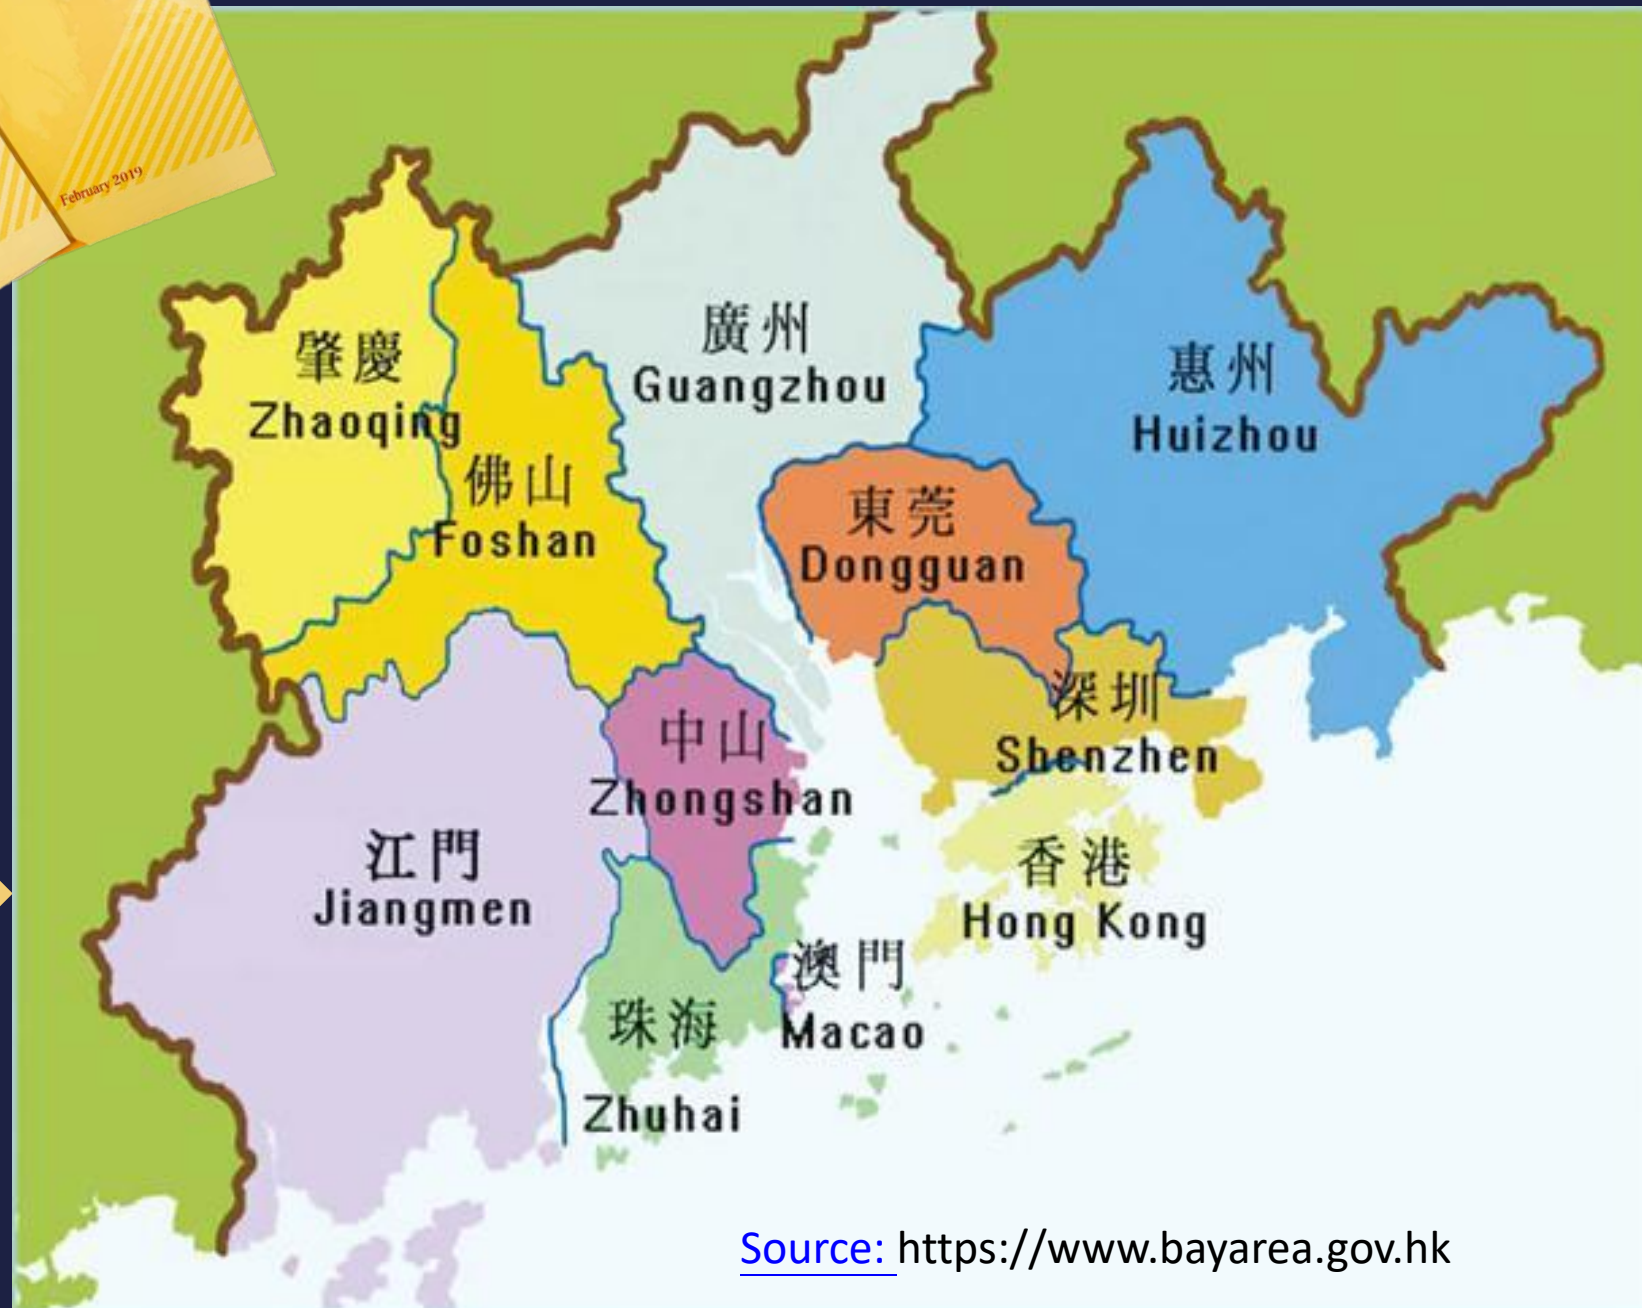 February 2019
廣州
Guangzhou
肇慶
Zhaoqing
惠州
Huizhou
佛山
Foshan
東莞
Dongguan
深圳
Shenzhen
中山
Zhongshan
江門
Jiangmen
香港
Hong Kong
澳門
Macao
珠海
Zhuhai
Source: https://www.bayarea.gov.hk